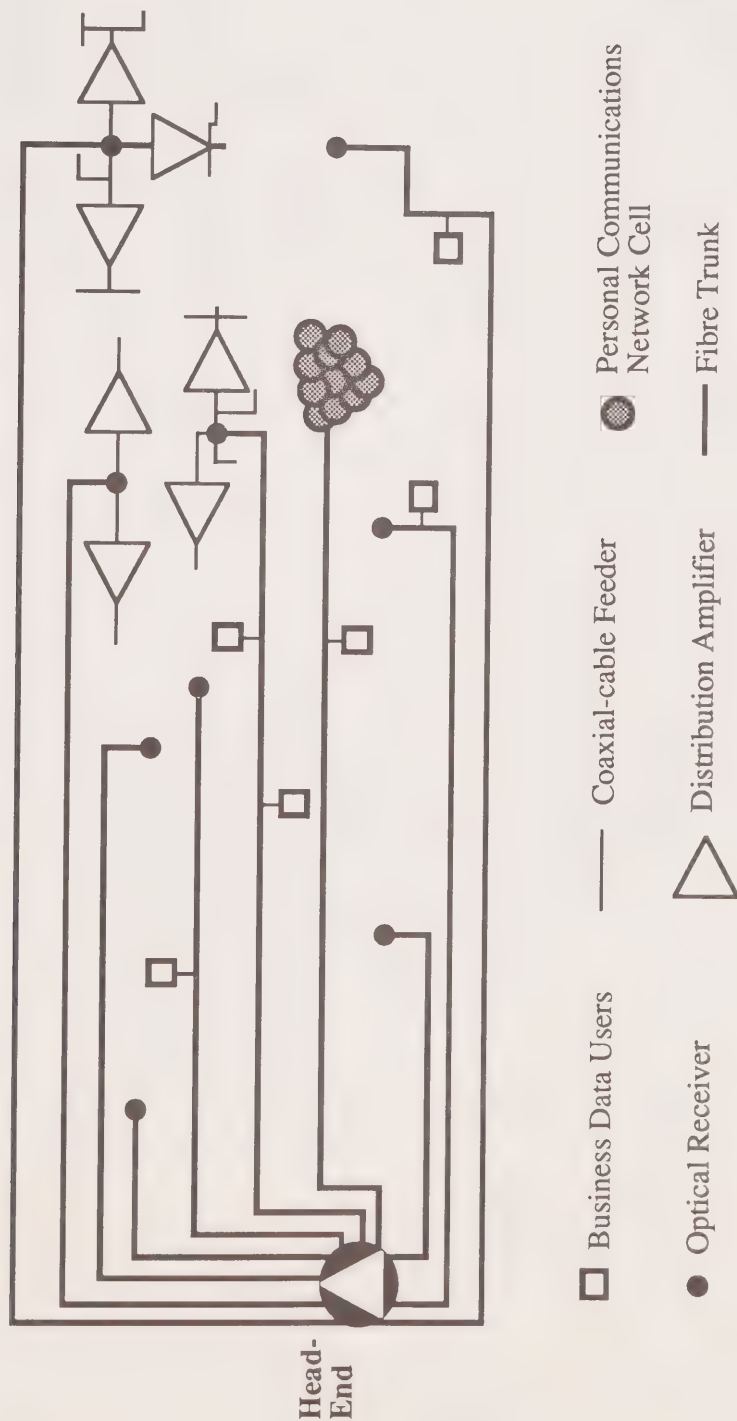 Head-
End
Business Data Users
Coaxial-cable Feeder
Personal Communications
Network Cell
Optical Receiver
Distribution Amplifier
Fibre Trunk